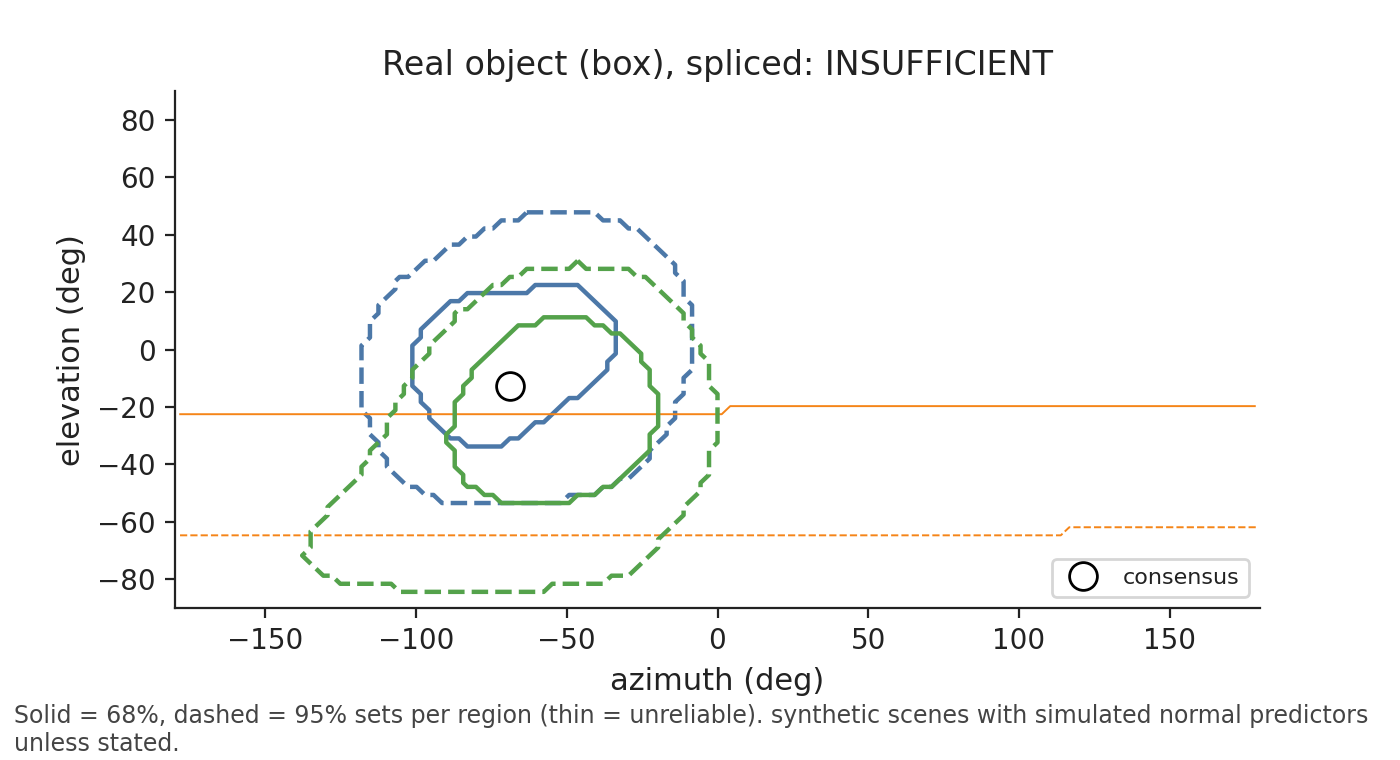 Real object (box), spliced: INSUFFICIENT
80
60
40
20
0
−20
−40
−60
−80
elevation (deg)
consensus
−150
−100
−50
0
50
100
150
azimuth (deg)
Solid = 68%, dashed = 95% sets per region (thin = unreliable). synthetic scenes with simulated normal predictors
unless stated.